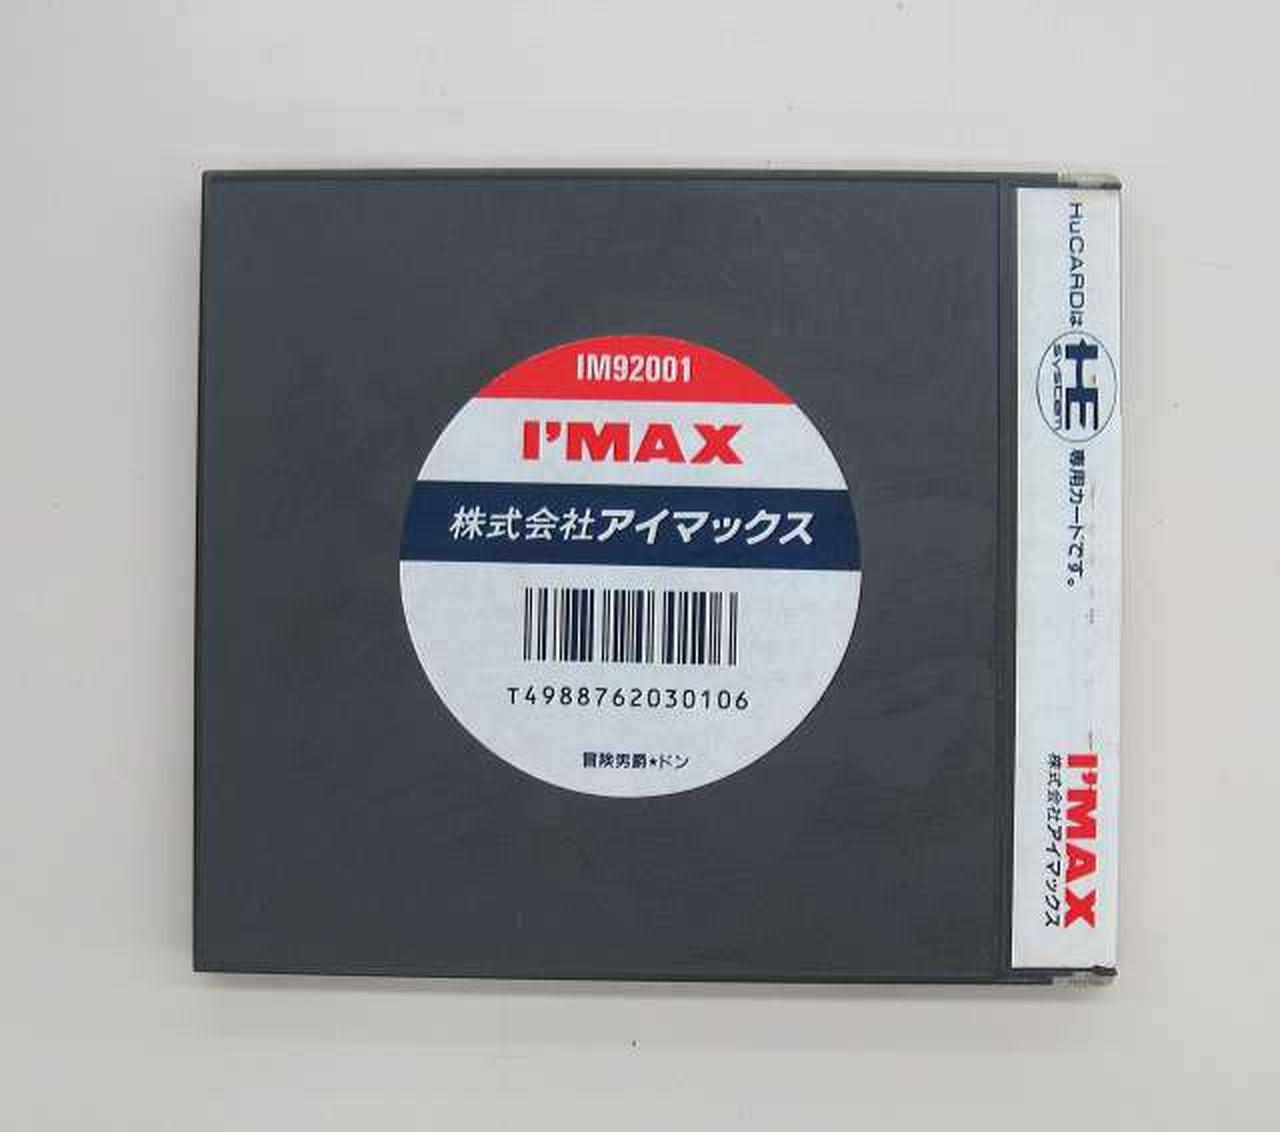 IM92001
I'MAX
株式会社アイマックス
T4988762030106
冒険男爵★ドン
HuCARDは HE system 専用カードです。
I'MAX
株式会社アイマックス